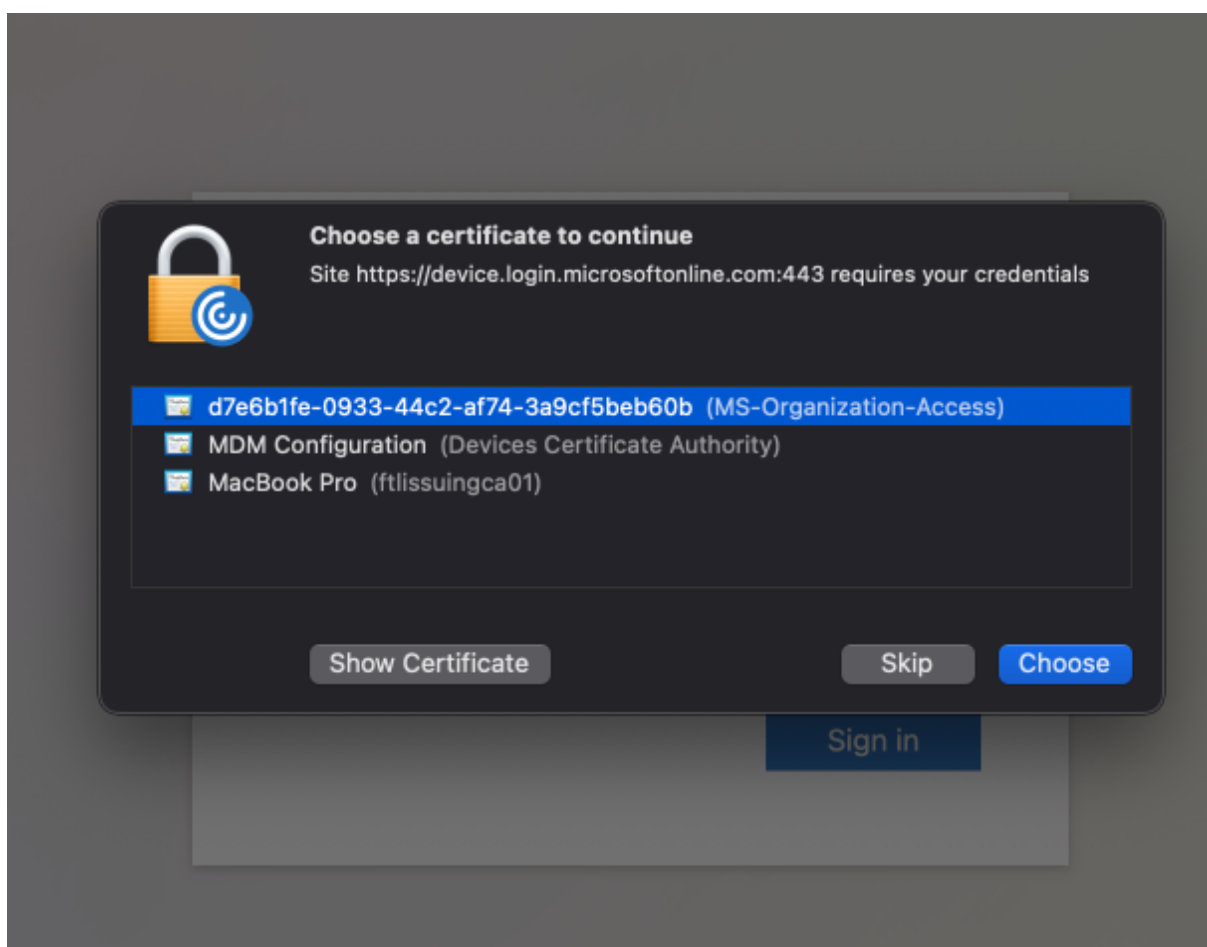 Choose a certificate to continue
Site https://device.login.microsoftonline.com:443 requires your credentials
d7e6b1fe-0933-44c2-af74-3a9cf5beb60b (MS-Organization-Access)
MDM Configuration (Devices Certificate Authority)
MacBook Pro (ftlissuingca01)
Show Certificate
Skip
Choose
Sign in